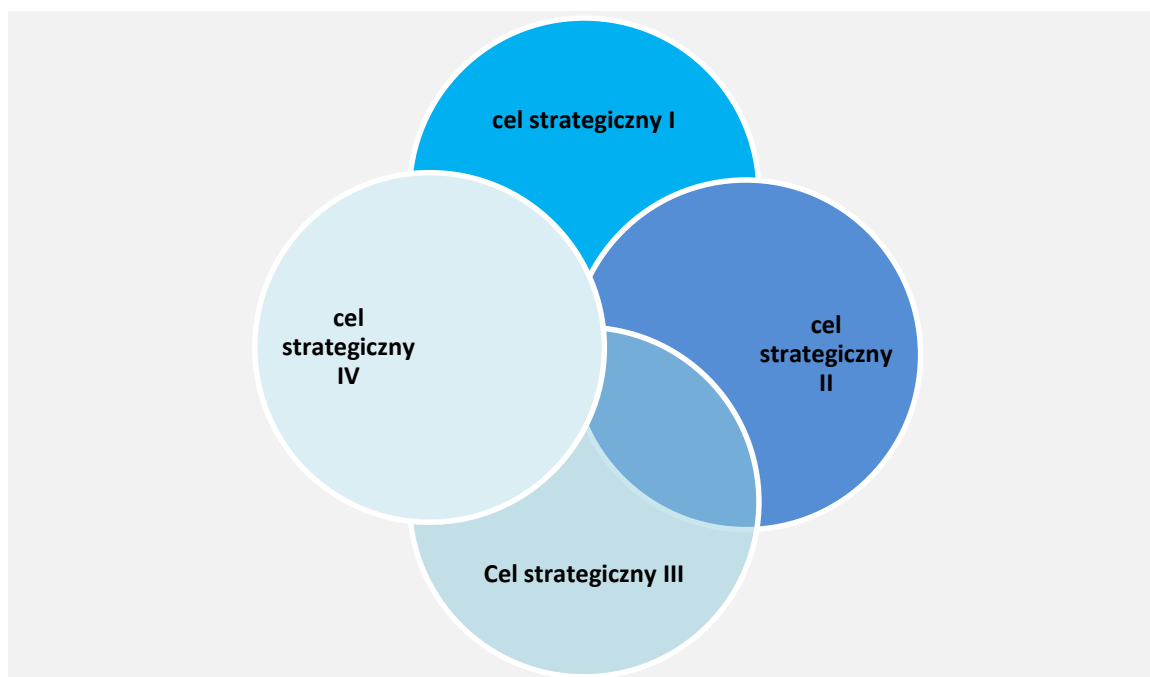 cel strategiczny I
cel
strategiczny
II
Cel strategiczny III
cel
strategiczny
IV